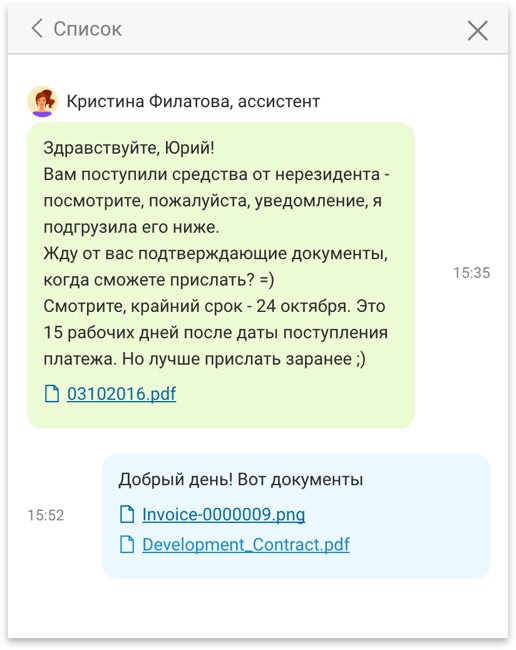 Список
Кристина Филатова, ассистент
Здравствуйте, Юрий!
Вам поступили средства от нерезидента -
посмотрите, пожалуйста, уведомление, я
подгрузила его ниже.
Жду от вас подтверждающие документы,
когда сможете прислать? =)
Смотрите, крайний срок - 24 октября. Это
15 рабочих дней после даты поступления
платежа. Но лучше прислать заранее ;)
03102016.pdf
15:35
Добрый день! Вот документы
Invoice-0000009.png
Development_Contract.pdf
15:52